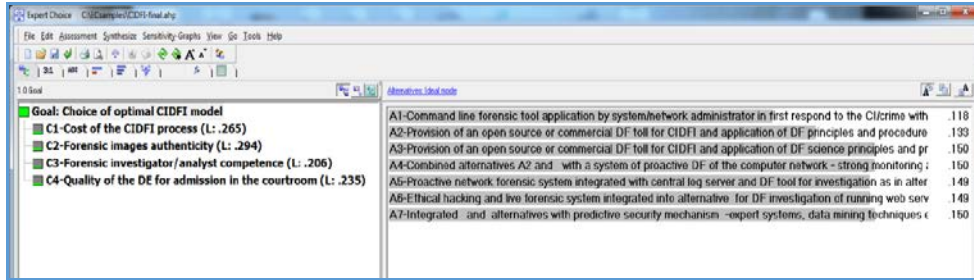 Expert Choice C:\ECsamples\CIDFI-final.ahp
File Edit Assessment Synthesize Sensitivity-Graphs View Go Tools Help
1.0 Goal
Alternatives: Ideal mode
Goal: Choice of optimal CIDFI model
C1-Cost of the CIDFI process (L: .265)
C2-Forensic images authenticity (L: .294)
C3-Forensic investigator/analyst competence (L: .206)
C4-Quality of the DE for admission in the courtroom (L: .235)
A1-Command line forensic tool application by system/network administrator in first respond to the CI/crime with .118
A2-Provision of an open source or commercial DF toll for CIDFI and application of DF principles and procedure .133
A3-Provision of an open source or commercial DF toll for CIDFI and application of DF science principles and pr .150
A4-Combined alternatives A2 and with a system of proactive DF of the computer network - strong monitoring .150
A5-Proactive network forensic system integrated with central log server and DF tool for investigation as in alter .149
A6-Ethical hacking and live forensic system integrated into alternative for DF investigation of running web serv .149
A7-Integrated and alternatives with predictive security mechanism -expert systems, data mining techniques .150